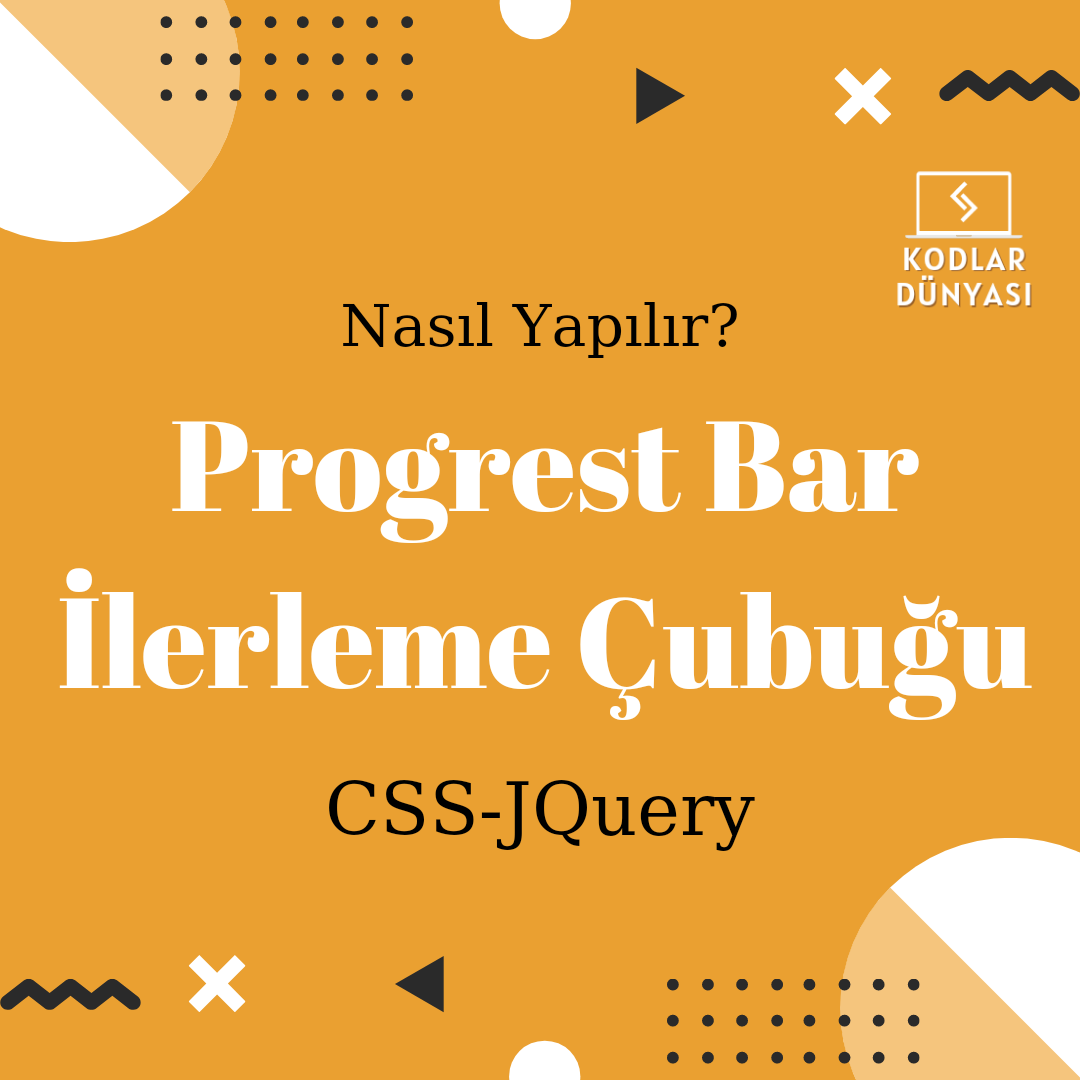 KODLAR
DÜNYASI
Nasıl Yapılır?
Progrest Bar
İlerleme Çubuğu
CSS-JQuery